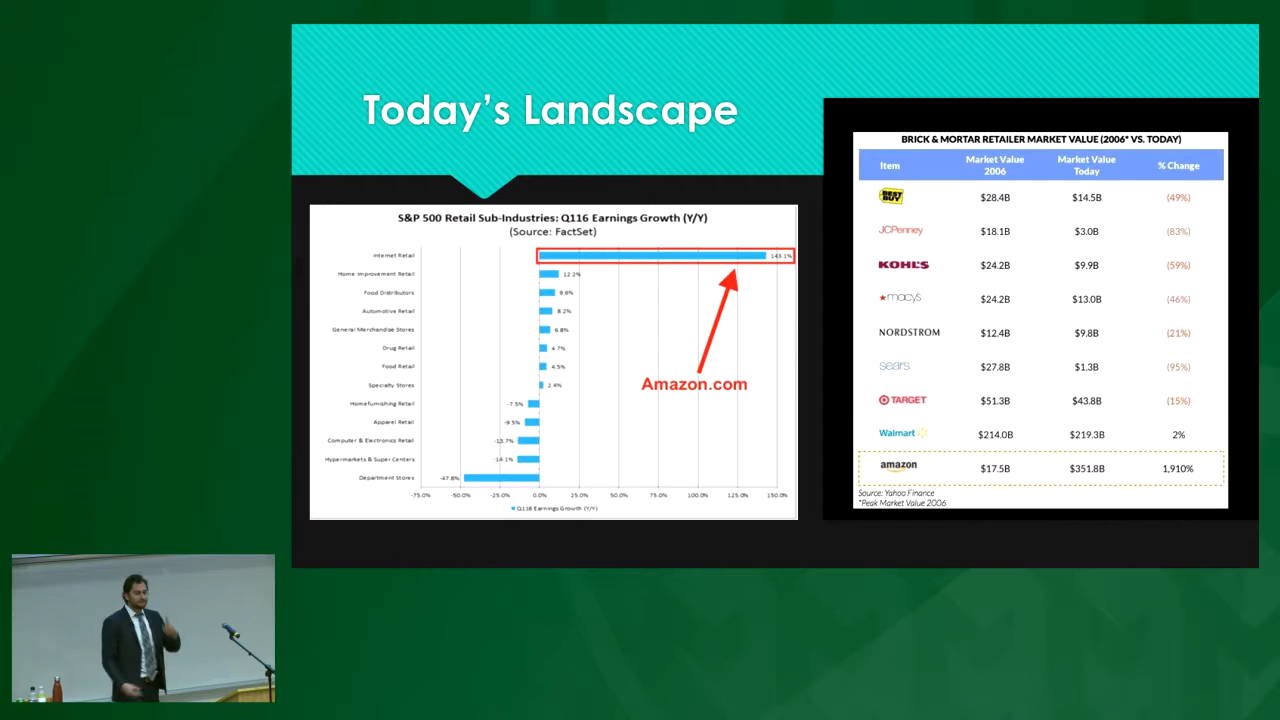 Today's Landscape
S&P 500 Retail Sub-Industries: Q116 Earnings Growth (Y/Y)
(Source: FactSet)
Internet Retail 143.1%
Home Improvement Retail 12.2%
Food Distributors 9.6%
Automotive Retail 8.2%
General Merchandise Stores 6.8%
Drug Retail 4.7%
Food Retail 4.5%
Specialty Stores 2.4%
Homefurnishing Retail -7.5%
Apparel Retail -9.5%
Computer & Electronics Retail -13.7%
Hypermarkets & Super Centers -14.1%
Department Stores -47.8%
Amazon.com
-75.0% -50.0% -25.0% 0.0% 25.0% 50.0% 75.0% 100.0% 125.0% 150.0%
Q116 Earnings Growth (Y/Y)
BRICK & MORTAR RETAILER MARKET VALUE (2006* VS. TODAY)
Item Market Value 2006 Market Value Today % Change
BEST BUY $28.4B $14.5B (49%)
JCPenney $18.1B $3.0B (83%)
KOHL'S $24.2B $9.9B (59%)
macy's $24.2B $13.0B (46%)
NORDSTROM $12.4B $9.8B (21%)
sears $27.8B $1.3B (95%)
TARGET $51.3B $43.8B (15%)
Walmart $214.0B $219.3B 2%
amazon $17.5B $351.8B 1,910%
Source: Yahoo Finance
*Peak Market Value 2006